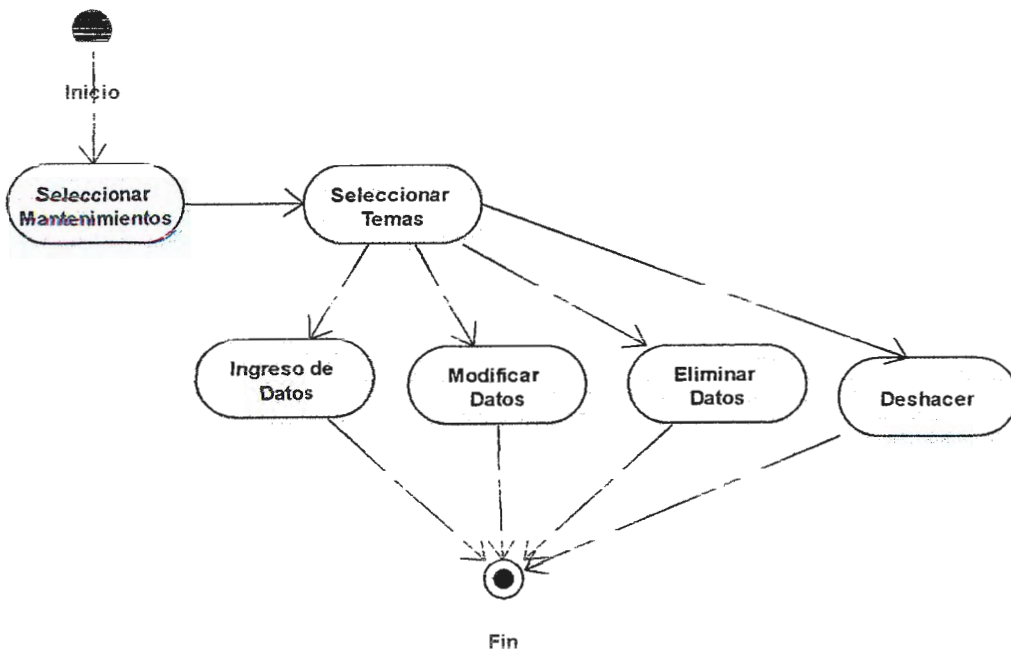 Inicio
Seleccionar
Mantenimientos
Seleccionar
Temas
Ingreso de
Datos
Modificar
Datos
Eliminar
Datos
Deshacer
Fin